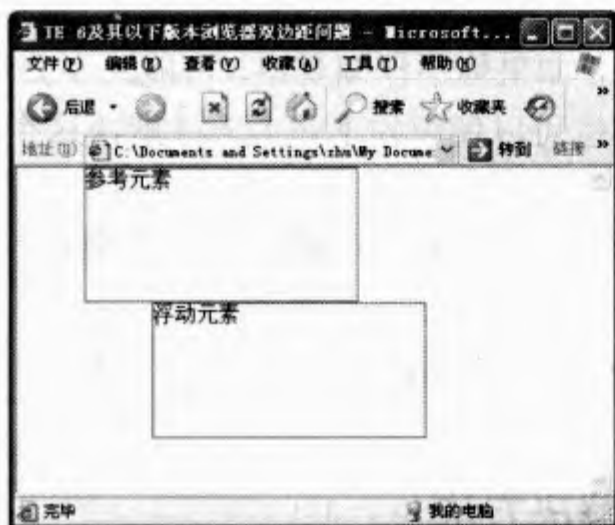 IE 6及其以下版本浏览器双边距问题 - Microsoft...
文件(F) 编辑(E) 查看(V) 收藏(A) 工具(T) 帮助(H)
后退 搜索 收藏夹 »
地址(D) C:\Documents and Settings\zhu\My Docume 转到 链接 »
参考元素
浮动元素
完毕 我的电脑